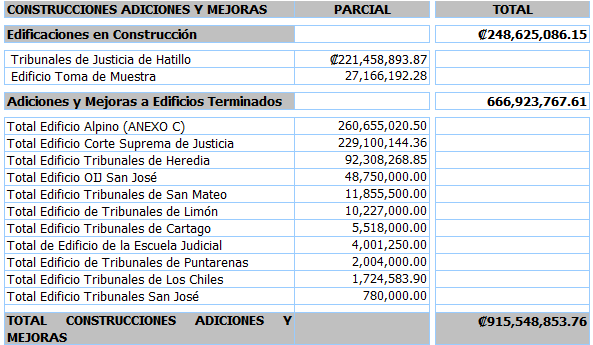 CONSTRUCCIONES ADICIONES Y MEJORAS PARCIAL TOTAL
Edificaciones en Construcción ₡248,625,086.15
Tribunales de Justicia de Hatillo ₡221,458,893.87
Edificio Toma de Muestra 27,166,192.28
Adiciones y Mejoras a Edificios Terminados 666,923,767.61
Total Edificio Alpino (ANEXO C) 260,655,020.50
Total Edificio Corte Suprema de Justicia 229,100,144.36
Total Edificio Tribunales de Heredia 92,308,268.85
Total Edificio OIJ San José 48,750,000.00
Total Edificio Tribunales de San Mateo 11,855,500.00
Total Edificio de Tribunales de Limón 10,227,000.00
Total Edificio Tribunales de Cartago 5,518,000.00
Total de Edificio de la Escuela Judicial 4,001,250.00
Total Edificio de Tribunales de Puntarenas 2,004,000.00
Total Edificio Tribunales de Los Chiles 1,724,583.90
Total Edificio Tribunales San José 780,000.00
TOTAL CONSTRUCCIONES ADICIONES Y ₡915,548,853.76
MEJORAS